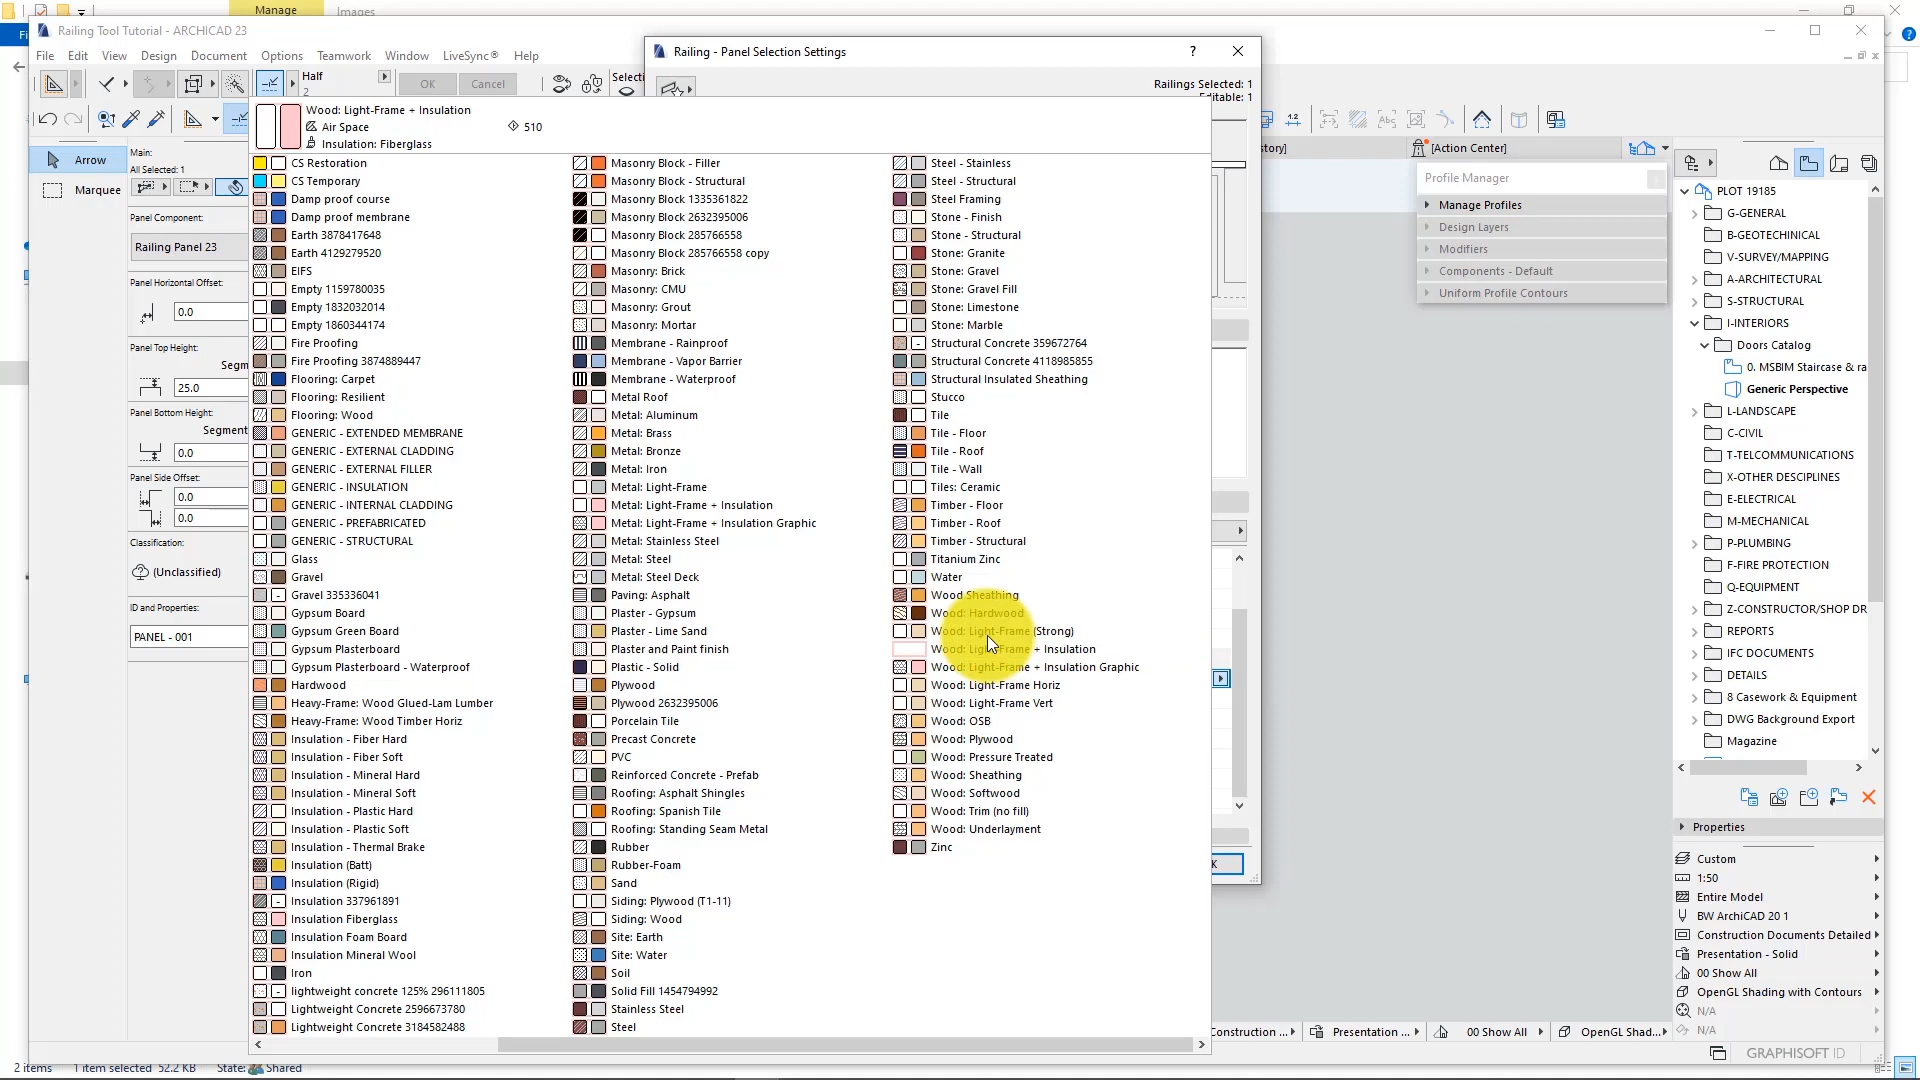 Manage
Images
Railing Tool Tutorial - ARCHICAD 23
File Edit View Design Document Options Teamwork Window LiveSync® Help
Half
2
OK
Cancel
Selecti
Railing - Panel Selection Settings
Railings Selected: 1
Editable: 1
Arrow
Marquee
Main:
All Selected: 1
Panel Component:
Railing Panel 23
Panel Horizontal Offset:
0.0
Panel Top Height:
Segm
25.0
Panel Bottom Height:
Segment
0.0
Panel Side Offset:
0.0
0.0
Classification:
(Unclassified)
ID and Properties:
PANEL - 001
Wood: Light-Frame + Insulation
Air Space
510
Insulation: Fiberglass
CS Restoration
CS Temporary
Damp proof course
Damp proof membrane
Earth 3878417648
Earth 4129279520
EIFS
Empty 1159780035
Empty 1832032014
Empty 1860344174
Fire Proofing
Fire Proofing 3874889447
Flooring: Carpet
Flooring: Resilient
Flooring: Wood
GENERIC - EXTENDED MEMBRANE
GENERIC - EXTERNAL CLADDING
GENERIC - EXTERNAL FILLER
GENERIC - INSULATION
GENERIC - INTERNAL CLADDING
GENERIC - PREFABRICATED
GENERIC - STRUCTURAL
Glass
Gravel
Gravel 335336041
Gypsum Board
Gypsum Green Board
Gypsum Plasterboard
Gypsum Plasterboard - Waterproof
Hardwood
Heavy-Frame: Wood Glued-Lam Lumber
Heavy-Frame: Wood Timber Horiz
Insulation - Fiber Hard
Insulation - Fiber Soft
Insulation - Mineral Hard
Insulation - Mineral Soft
Insulation - Plastic Hard
Insulation - Plastic Soft
Insulation - Thermal Brake
Insulation (Batt)
Insulation (Rigid)
Insulation 337961891
Insulation Fiberglass
Insulation Foam Board
Insulation Mineral Wool
Iron
lightweight concrete 125% 296111805
Lightweight Concrete 2596673780
Lightweight Concrete 3184582488
Masonry Block - Filler
Masonry Block - Structural
Masonry Block 1335361822
Masonry Block 2632395006
Masonry Block 285766558
Masonry Block 285766558 copy
Masonry: Brick
Masonry: CMU
Masonry: Grout
Masonry: Mortar
Membrane - Rainproof
Membrane - Vapor Barrier
Membrane - Waterproof
Metal Roof
Metal: Aluminum
Metal: Brass
Metal: Bronze
Metal: Iron
Metal: Light-Frame
Metal: Light-Frame + Insulation
Metal: Light-Frame + Insulation Graphic
Metal: Stainless Steel
Metal: Steel
Metal: Steel Deck
Paving: Asphalt
Plaster - Gypsum
Plaster - Lime Sand
Plaster and Paint finish
Plastic - Solid
Plywood
Plywood 2632395006
Porcelain Tile
Precast Concrete
PVC
Reinforced Concrete - Prefab
Roofing: Asphalt Shingles
Roofing: Spanish Tile
Roofing: Standing Seam Metal
Rubber
Rubber-Foam
Sand
Siding: Plywood (T1-11)
Siding: Wood
Site: Earth
Site: Water
Soil
Solid Fill 1454794992
Stainless Steel
Steel
Steel - Stainless
Steel - Structural
Steel Framing
Stone - Finish
Stone - Structural
Stone: Granite
Stone: Gravel
Stone: Gravel Fill
Stone: Limestone
Stone: Marble
Structural Concrete 359672764
Structural Concrete 4118985855
Structural Insulated Sheathing
Stucco
Tile
Tile - Floor
Tile - Roof
Tile - Wall
Tiles: Ceramic
Timber - Floor
Timber - Roof
Timber - Structural
Titanium Zinc
Water
Wood Sheathing
Wood: Hardwood
Wood: Light-Frame (Strong)
Wood: Light-Frame + Insulation
Wood: Light-Frame + Insulation Graphic
Wood: Light-Frame Horiz
Wood: Light-Frame Vert
Wood: OSB
Wood: Plywood
Wood: Pressure Treated
Wood: Sheathing
Wood: Softwood
Wood: Trim (no fill)
Wood: Underlayment
Zinc
[Action Center]
Profile Manager
Manage Profiles
Design Layers
Modifiers
Components - Default
Uniform Profile Contours
PLOT 19185
G-GENERAL
B-GEOTECHINICAL
V-SURVEY/MAPPING
A-ARCHITECTURAL
S-STRUCTURAL
I-INTERIORS
Doors Catalog
0. MSBIM Staircase & ra
Generic Perspective
L-LANDSCAPE
C-CIVIL
T-TELCOMMUNICATIONS
X-OTHER DESCIPLINES
E-ELECTRICAL
M-MECHANICAL
P-PLUMBING
F-FIRE PROTECTION
Q-EQUIPMENT
Z-CONSTRUCTOR/SHOP DR
REPORTS
IFC DOCUMENTS
DETAILS
8 Casework & Equipment
DWG Background Export
Magazine
Properties
Custom
1:50
Entire Model
BW ArchiCAD 20 1
Construction Documents Detailed
Presentation - Solid
00 Show All
OpenGL Shading with Contours
N/A
N/A
Construction ...
Presentation ...
00 Show All
OpenGL Shad...
GRAPHISOFT ID
2 items 1 item selected 52.2 KB State: Shared